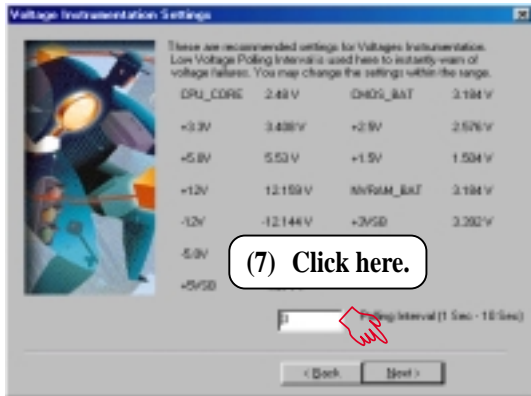 Voltage Instrumentation Settings
These are recommended settings for Voltages Instrumentation.
Low Voltage Polling Interval is used here to instantly warn of
voltage failures. You may change the settings within the range.
CPU_CORE 2.48 V CMOS_BAT 3.184 V
+3.3V 3.408 V +2.5V 2.576 V
+5.0V 5.53 V +1.5V 1.584 V
+12V 12.159 V NVRAM_BAT 3.184 V
-12V -12.144 V +3VSB 3.392 V
-5.0V
(7) Click here.
+5VSB
Polling Interval (1 Sec - 10 Sec)
< Back Next >